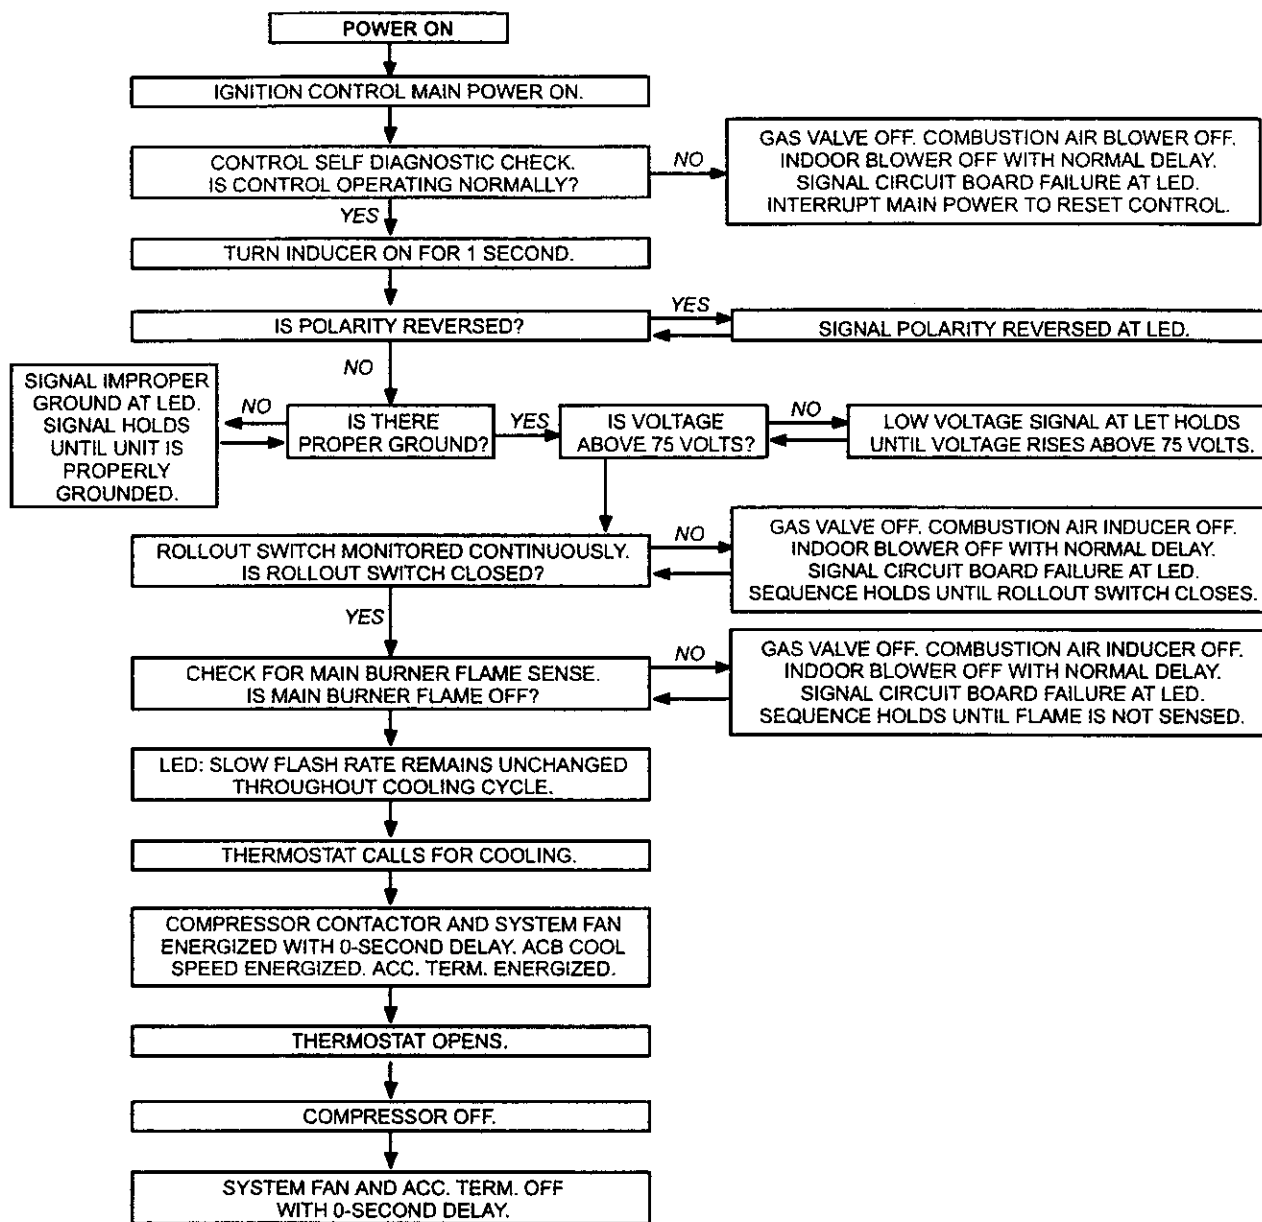 POWER ON
IGNITION CONTROL MAIN POWER ON.
CONTROL SELF DIAGNOSTIC CHECK.
IS CONTROL OPERATING NORMALLY?
NO
GAS VALVE OFF. COMBUSTION AIR BLOWER OFF.
INDOOR BLOWER OFF WITH NORMAL DELAY.
SIGNAL CIRCUIT BOARD FAILURE AT LED.
INTERRUPT MAIN POWER TO RESET CONTROL.
YES
TURN INDUCER ON FOR 1 SECOND.
IS POLARITY REVERSED?
YES
SIGNAL POLARITY REVERSED AT LED.
NO
SIGNAL IMPROPER
GROUND AT LED.
SIGNAL HOLDS
UNTIL UNIT IS
PROPERLY
GROUNDED.
NO
IS THERE
PROPER GROUND?
YES
IS VOLTAGE
ABOVE 75 VOLTS?
NO
LOW VOLTAGE SIGNAL AT LET HOLDS
UNTIL VOLTAGE RISES ABOVE 75 VOLTS.
ROLLOUT SWITCH MONITORED CONTINUOUSLY.
IS ROLLOUT SWITCH CLOSED?
NO
GAS VALVE OFF. COMBUSTION AIR INDUCER OFF.
INDOOR BLOWER OFF WITH NORMAL DELAY.
SIGNAL CIRCUIT BOARD FAILURE AT LED.
SEQUENCE HOLDS UNTIL ROLLOUT SWITCH CLOSES.
YES
CHECK FOR MAIN BURNER FLAME SENSE.
IS MAIN BURNER FLAME OFF?
NO
GAS VALVE OFF. COMBUSTION AIR INDUCER OFF.
INDOOR BLOWER OFF WITH NORMAL DELAY.
SIGNAL CIRCUIT BOARD FAILURE AT LED.
SEQUENCE HOLDS UNTIL FLAME IS NOT SENSED.
LED: SLOW FLASH RATE REMAINS UNCHANGED
THROUGHOUT COOLING CYCLE.
THERMOSTAT CALLS FOR COOLING.
COMPRESSOR CONTACTOR AND SYSTEM FAN
ENERGIZED WITH 0-SECOND DELAY. ACB COOL
SPEED ENERGIZED. ACC. TERM. ENERGIZED.
THERMOSTAT OPENS.
COMPRESSOR OFF.
SYSTEM FAN AND ACC. TERM. OFF
WITH 0-SECOND DELAY.